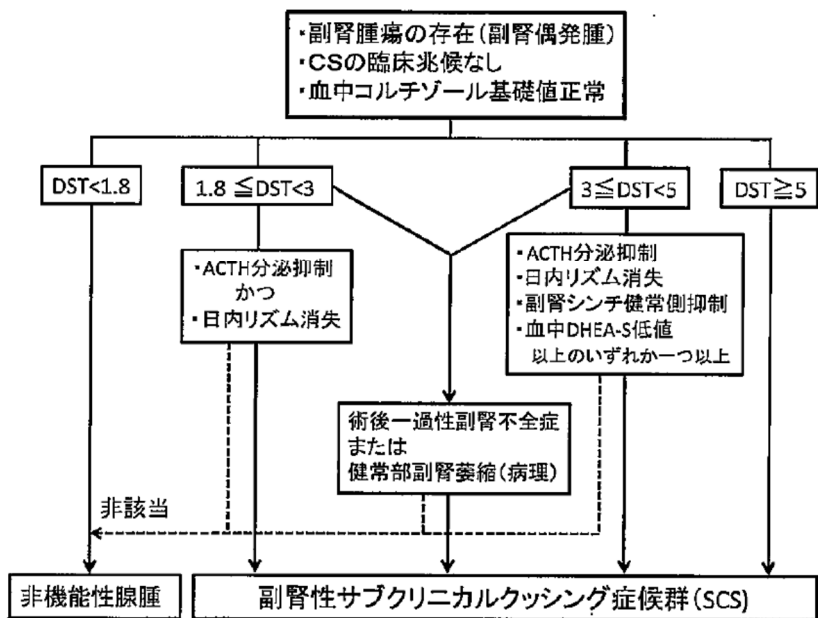 ・副腎腫瘍の存在(副腎偶発腫)
・CSの臨床兆候なし
・血中コルチゾール基礎値正常
DST<1.8
1.8 ≦DST<3
3≦DST<5
DST≧5
・ACTH分泌抑制
かつ
・日内リズム消失
・ACTH分泌抑制
・日内リズム消失
・副腎シンチ健常側抑制
・血中DHEA-S低値
以上のいずれか一つ以上
術後一過性副腎不全症
または
健常部副腎萎縮(病理)
非該当
非機能性腺腫
副腎性サブクリニカルクッシング症候群(SCS)